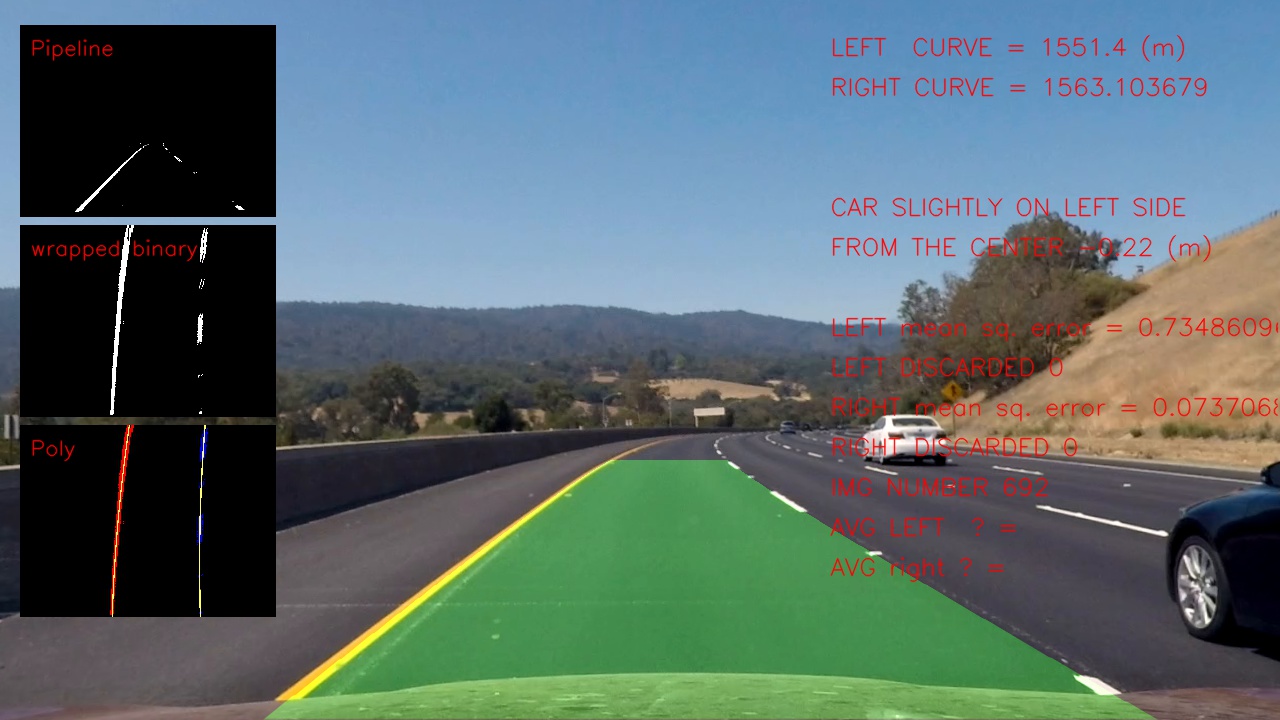 Pipeline
wrapped binary
Poly
LEFT CURVE = 1551.4 (m)
RIGHT CURVE = 1563.103679
CAR SLIGHTLY ON LEFT SIDE
FROM THE CENTER -0.22 (m)
LEFT mean sq. error = 0.7348609
LEFT DISCARDED 0
RIGHT mean sq. error = 0.073706
RIGHT DISCARDED 0
IMG NUMBER 692
AVG LEFT ? =
AVG right ? =